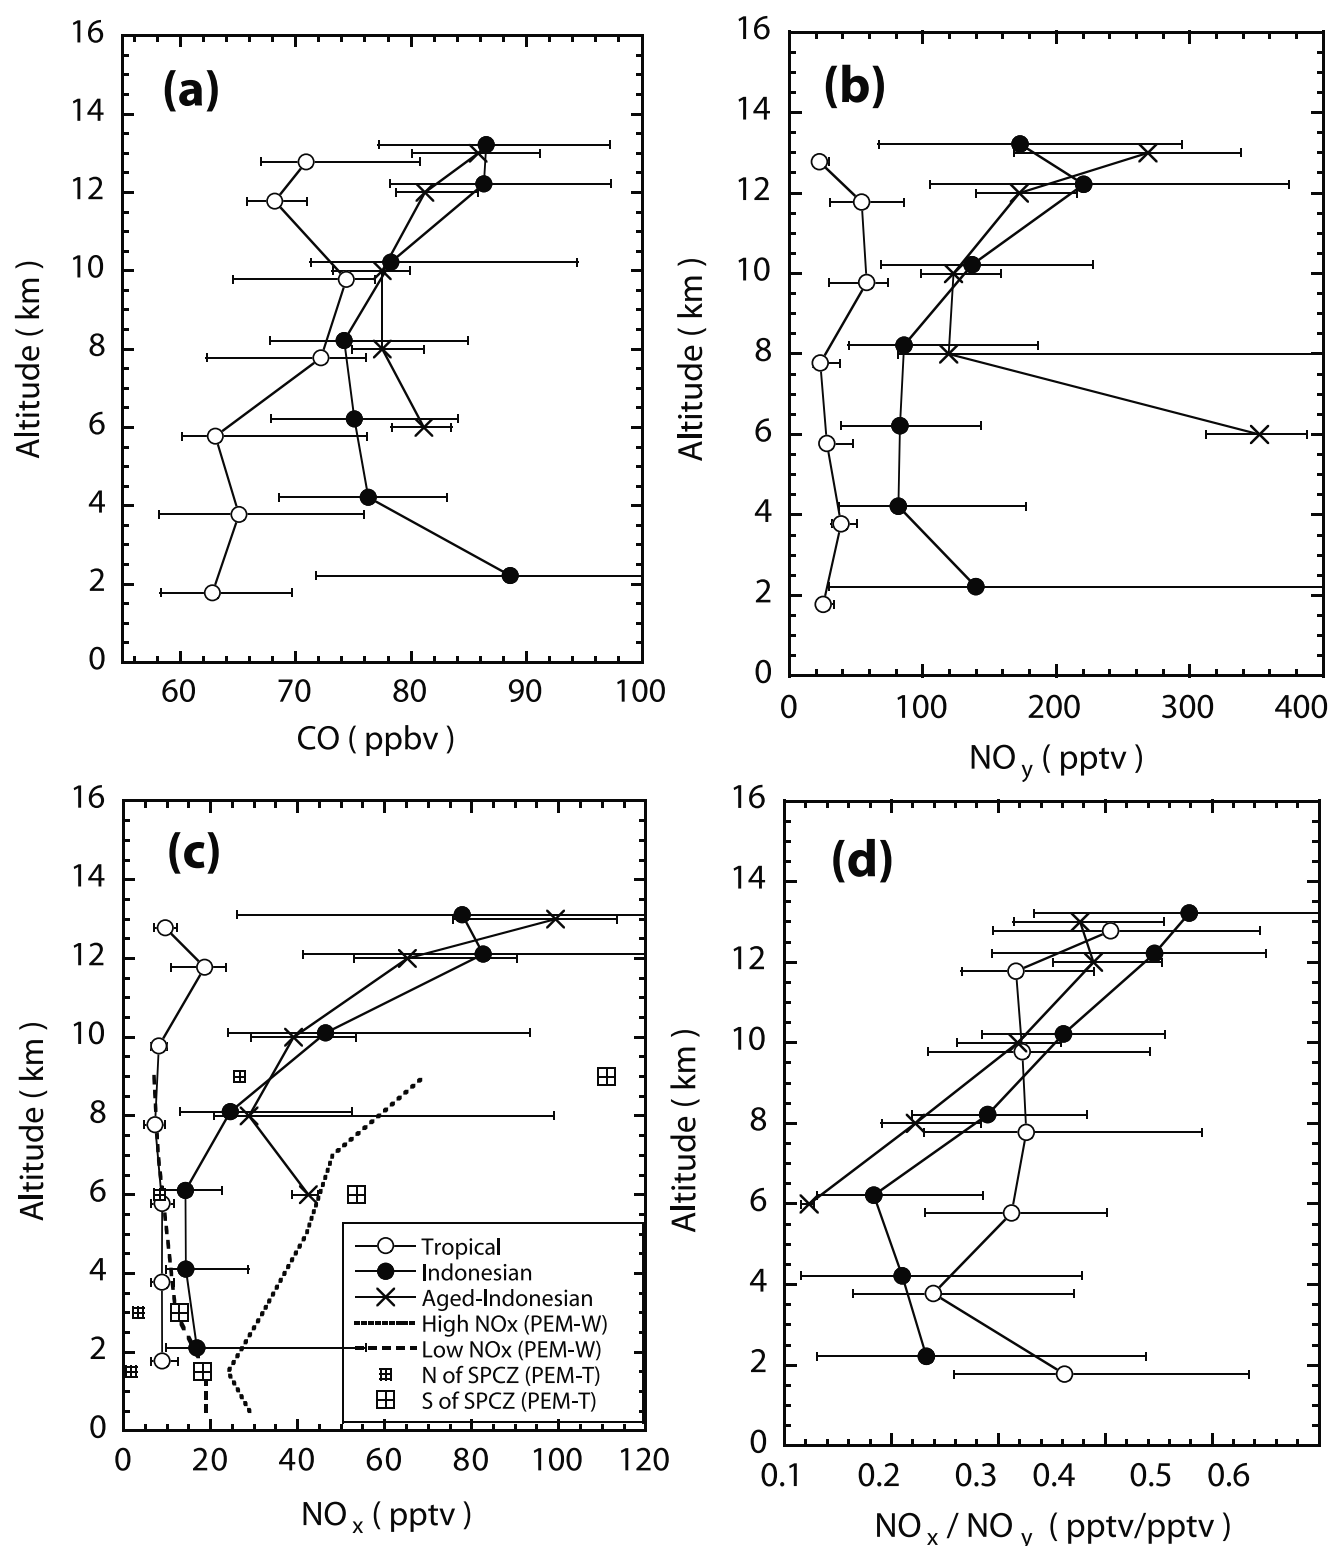 (a)
16
14
12
10
8
6
4
2
0
Altitude ( km )
60 70 80 90 100
CO ( ppbv )
(b)
16
14
12
10
8
6
4
2
0
Altitude ( km )
0 100 200 300 400
NOy ( pptv )
(c)
16
14
12
10
8
6
4
2
0
Altitude ( km )
Tropical
Indonesian
Aged-Indonesian
High NOx (PEM-W)
Low NOx (PEM-W)
N of SPCZ (PEM-T)
S of SPCZ (PEM-T)
0 20 40 60 80 100 120
NOx ( pptv )
(d)
16
14
12
10
8
6
4
2
0
Altitude ( km )
0.1 0.2 0.3 0.4 0.5 0.6
NOx / NOy ( pptv/pptv )